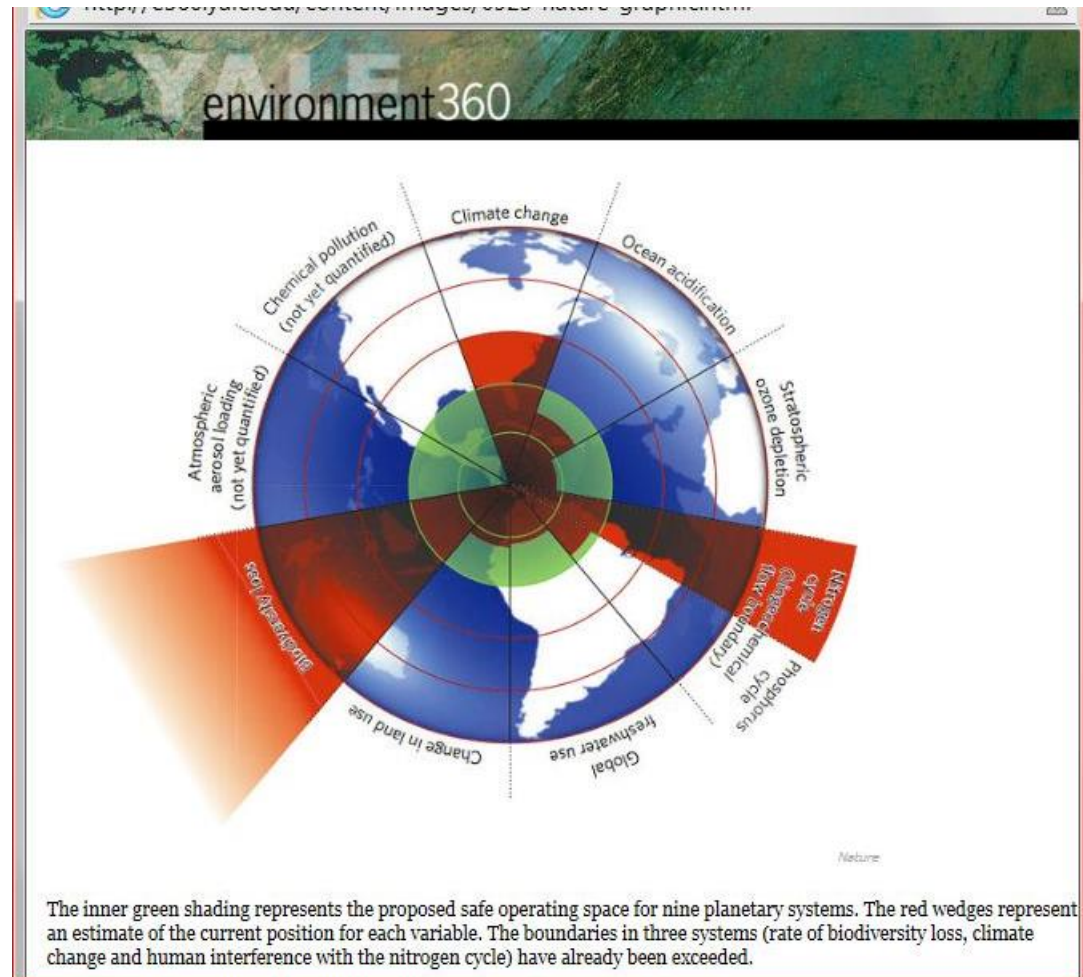 YALE
environment360
Climate change
Ocean acidification
Stratospheric
ozone depletion
Nitrogen
cycle
(biogeochemical
flow boundary)
Phosphorus
cycle
Global
freshwater use
Change in land use
Biodiversity loss
Atmospheric
aerosol loading
(not yet quantified)
Chemical pollution
(not yet quantified)
Nature
The inner green shading represents the proposed safe operating space for nine planetary systems. The red wedges represent
an estimate of the current position for each variable. The boundaries in three systems (rate of biodiversity loss, climate
change and human interference with the nitrogen cycle) have already been exceeded.